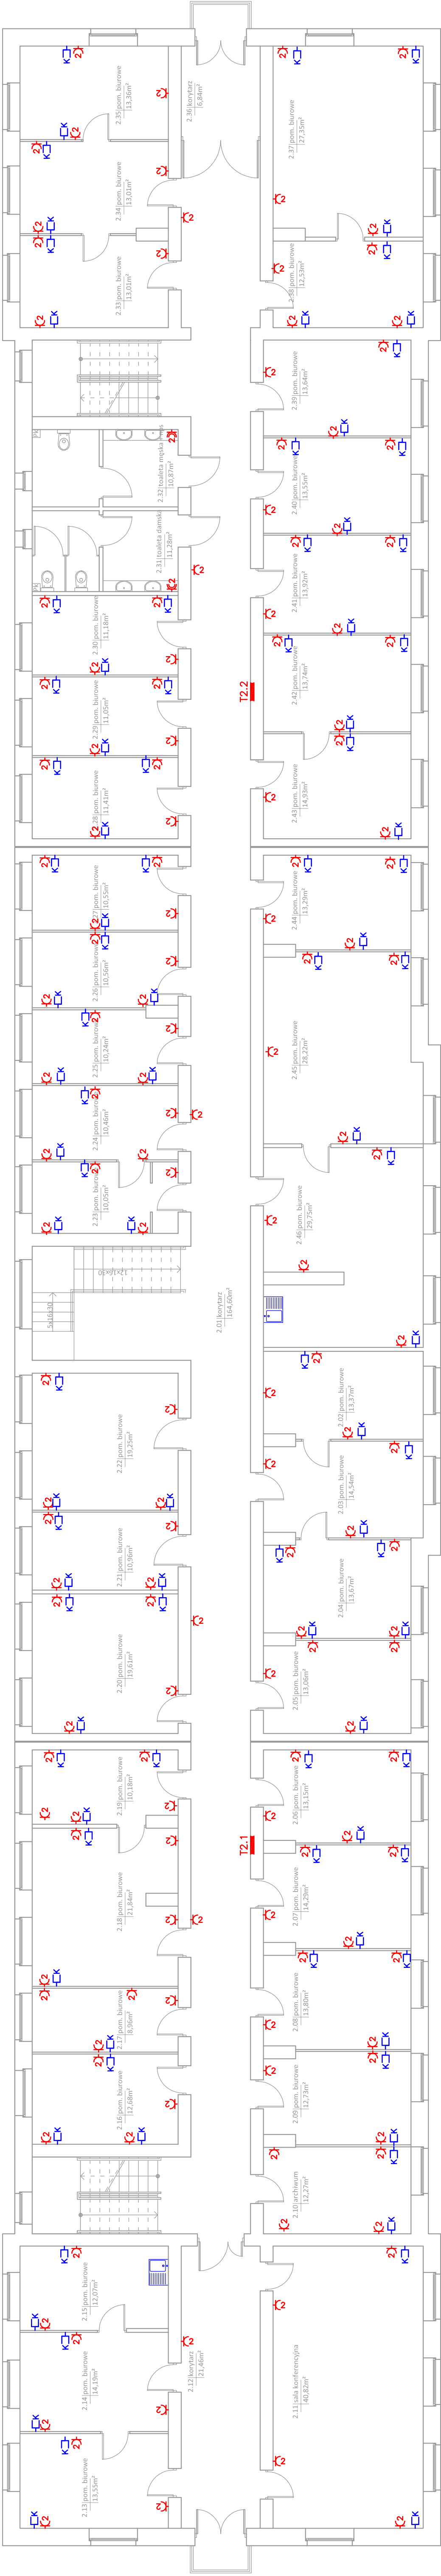 2.36|korytarz
6,84m²
2.35|pom. biurowe
13,36m²
2.37|pom. biurowe
27,35m²
2.34|pom. biurowe
13,01m²
2.33|pom. biurowe
13,01m²
2.38|pom. biurowe
12,53m²
2.39|pom. biurowe
13,64m²
2.32|toaleta męska
10,87m²
2.40|pom. biurowe
13,55m²
2.31|toaleta damska
11,28m²
2.41|pom. biurowe
13,92m²
2.30|pom. biurowe
11,18m²
2.42|pom. biurowe
13,74m²
T2.2
2.29|pom. biurowe
11,05m²
2.43|pom. biurowe
14,93m²
2.28|pom. biurowe
11,41m²
2.27|pom. biurowe
10,55m²
2.44|pom. biurowe
13,20m²
2.26|pom. biurowe
10,56m²
2.45|pom. biurowe
28,22m²
2.25|pom. biurowe
10,24m²
2.24|pom. biurowe
10,46m²
2.23|pom. biurowe
10,05m²
2.46|pom. biurowe
29,75m²
5x16x30
2.01|korytarz
164,60m²
2.02|pom. biurowe
13,37m²
2.22|pom. biurowe
19,25m²
2.03|pom. biurowe
14,54m²
2.21|pom. biurowe
10,96m²
2.04|pom. biurowe
13,67m²
2.20|pom. biurowe
19,61m²
2.05|pom. biurowe
13,06m²
2.19|pom. biurowe
10,18m²
2.06|pom. biurowe
13,15m²
T2.1
2.18|pom. biurowe
21,84m²
2.07|pom. biurowe
14,29m²
2.17|pom. biurowe
8,96m²
2.08|pom. biurowe
13,80m²
2.16|pom. biurowe
12,68m²
2.09|pom. biurowe
12,73m²
2.10|archiwum
12,27m²
2.15|pom. biurowe
12,07m²
2.12|korytarz
21,46m²
2.11|sala konferencyjna
40,82m²
2.14|pom. biurowe
14,19m²
2.13|pom. biurowe
13,55m²